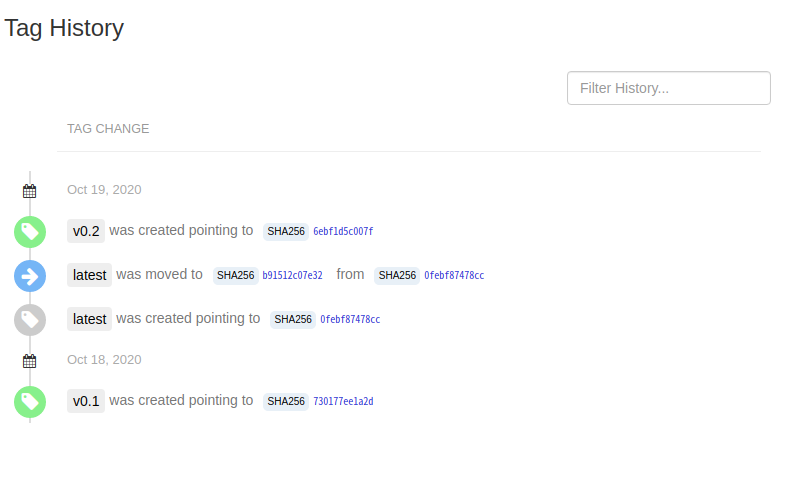 Tag History
Filter History...
TAG CHANGE
Oct 19, 2020
v0.2 was created pointing to SHA256 6ebf1d5c007f
latest was moved to SHA256 b91512c07e32 from SHA256 0febf87478cc
latest was created pointing to SHA256 0febf87478cc
Oct 18, 2020
v0.1 was created pointing to SHA256 730177ee1a2d